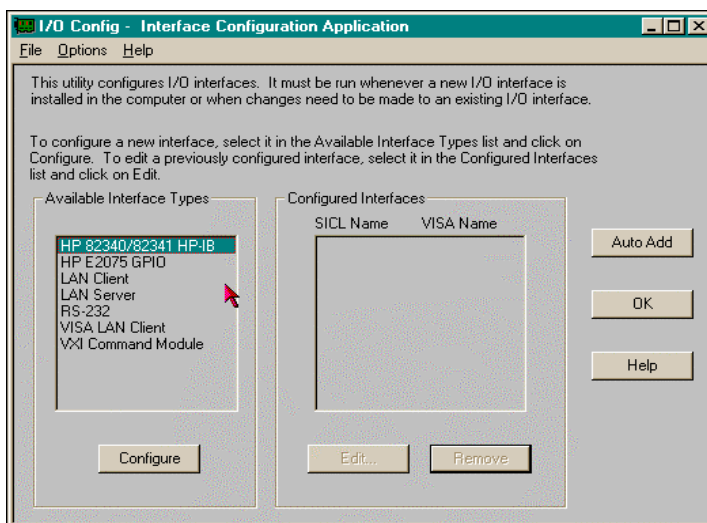 I/O Config - Interface Configuration Application
File Options Help
This utility configures I/O interfaces. It must be run whenever a new I/O interface is
installed in the computer or when changes need to be made to an existing I/O interface.
To configure a new interface, select it in the Available Interface Types list and click on
Configure. To edit a previously configured interface, select it in the Configured Interfaces
list and click on Edit.
Available Interface Types
HP 82340/82341 HP-IB
HP E2075 GPIO
LAN Client
LAN Server
RS-232
VISA LAN Client
VXI Command Module
Configure
Configured Interfaces
SICL Name VISA Name
Edit... Remove
Auto Add
OK
Help